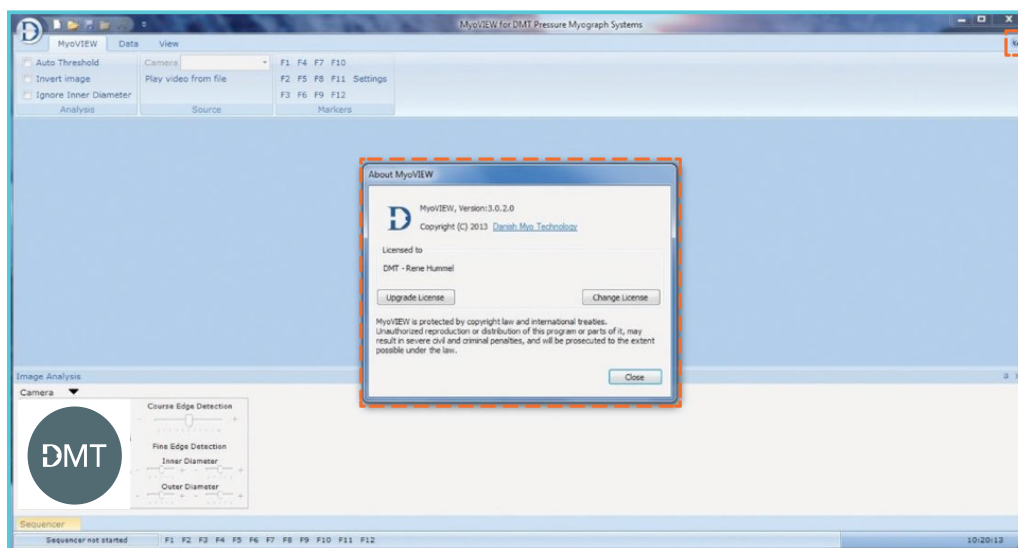 MyoVIEW for DMT Pressure Myograph Systems
MyoVIEW Data View
Auto Threshold
Invert image
Ignore Inner Diameter
Analysis
Camera
Play video from file
Source
F1 F4 F7 F10
F2 F5 F8 F11 Settings
F3 F6 F9 F12
Markers
About MyoVIEW
MyoVIEW, Version:3.0.2.0
Copyright (C) 2013 Danish Myo Technology
Licensed to
DMT - Rene Hummel
Upgrade License Change License
MyoVIEW is protected by copyright law and international treaties.
Unauthorized reproduction or distribution of this program or parts of it, may
result in severe civil and criminal penalties, and will be prosecuted to the extent
possible under the law.
Close
Image Analysis
Camera
DMT
Course Edge Detection
Fine Edge Detection
Inner Diameter
Outer Diameter
Sequencer
Sequencer not started F1 F2 F3 F4 F5 F6 F7 F8 F9 F10 F11 F12 10:20:13